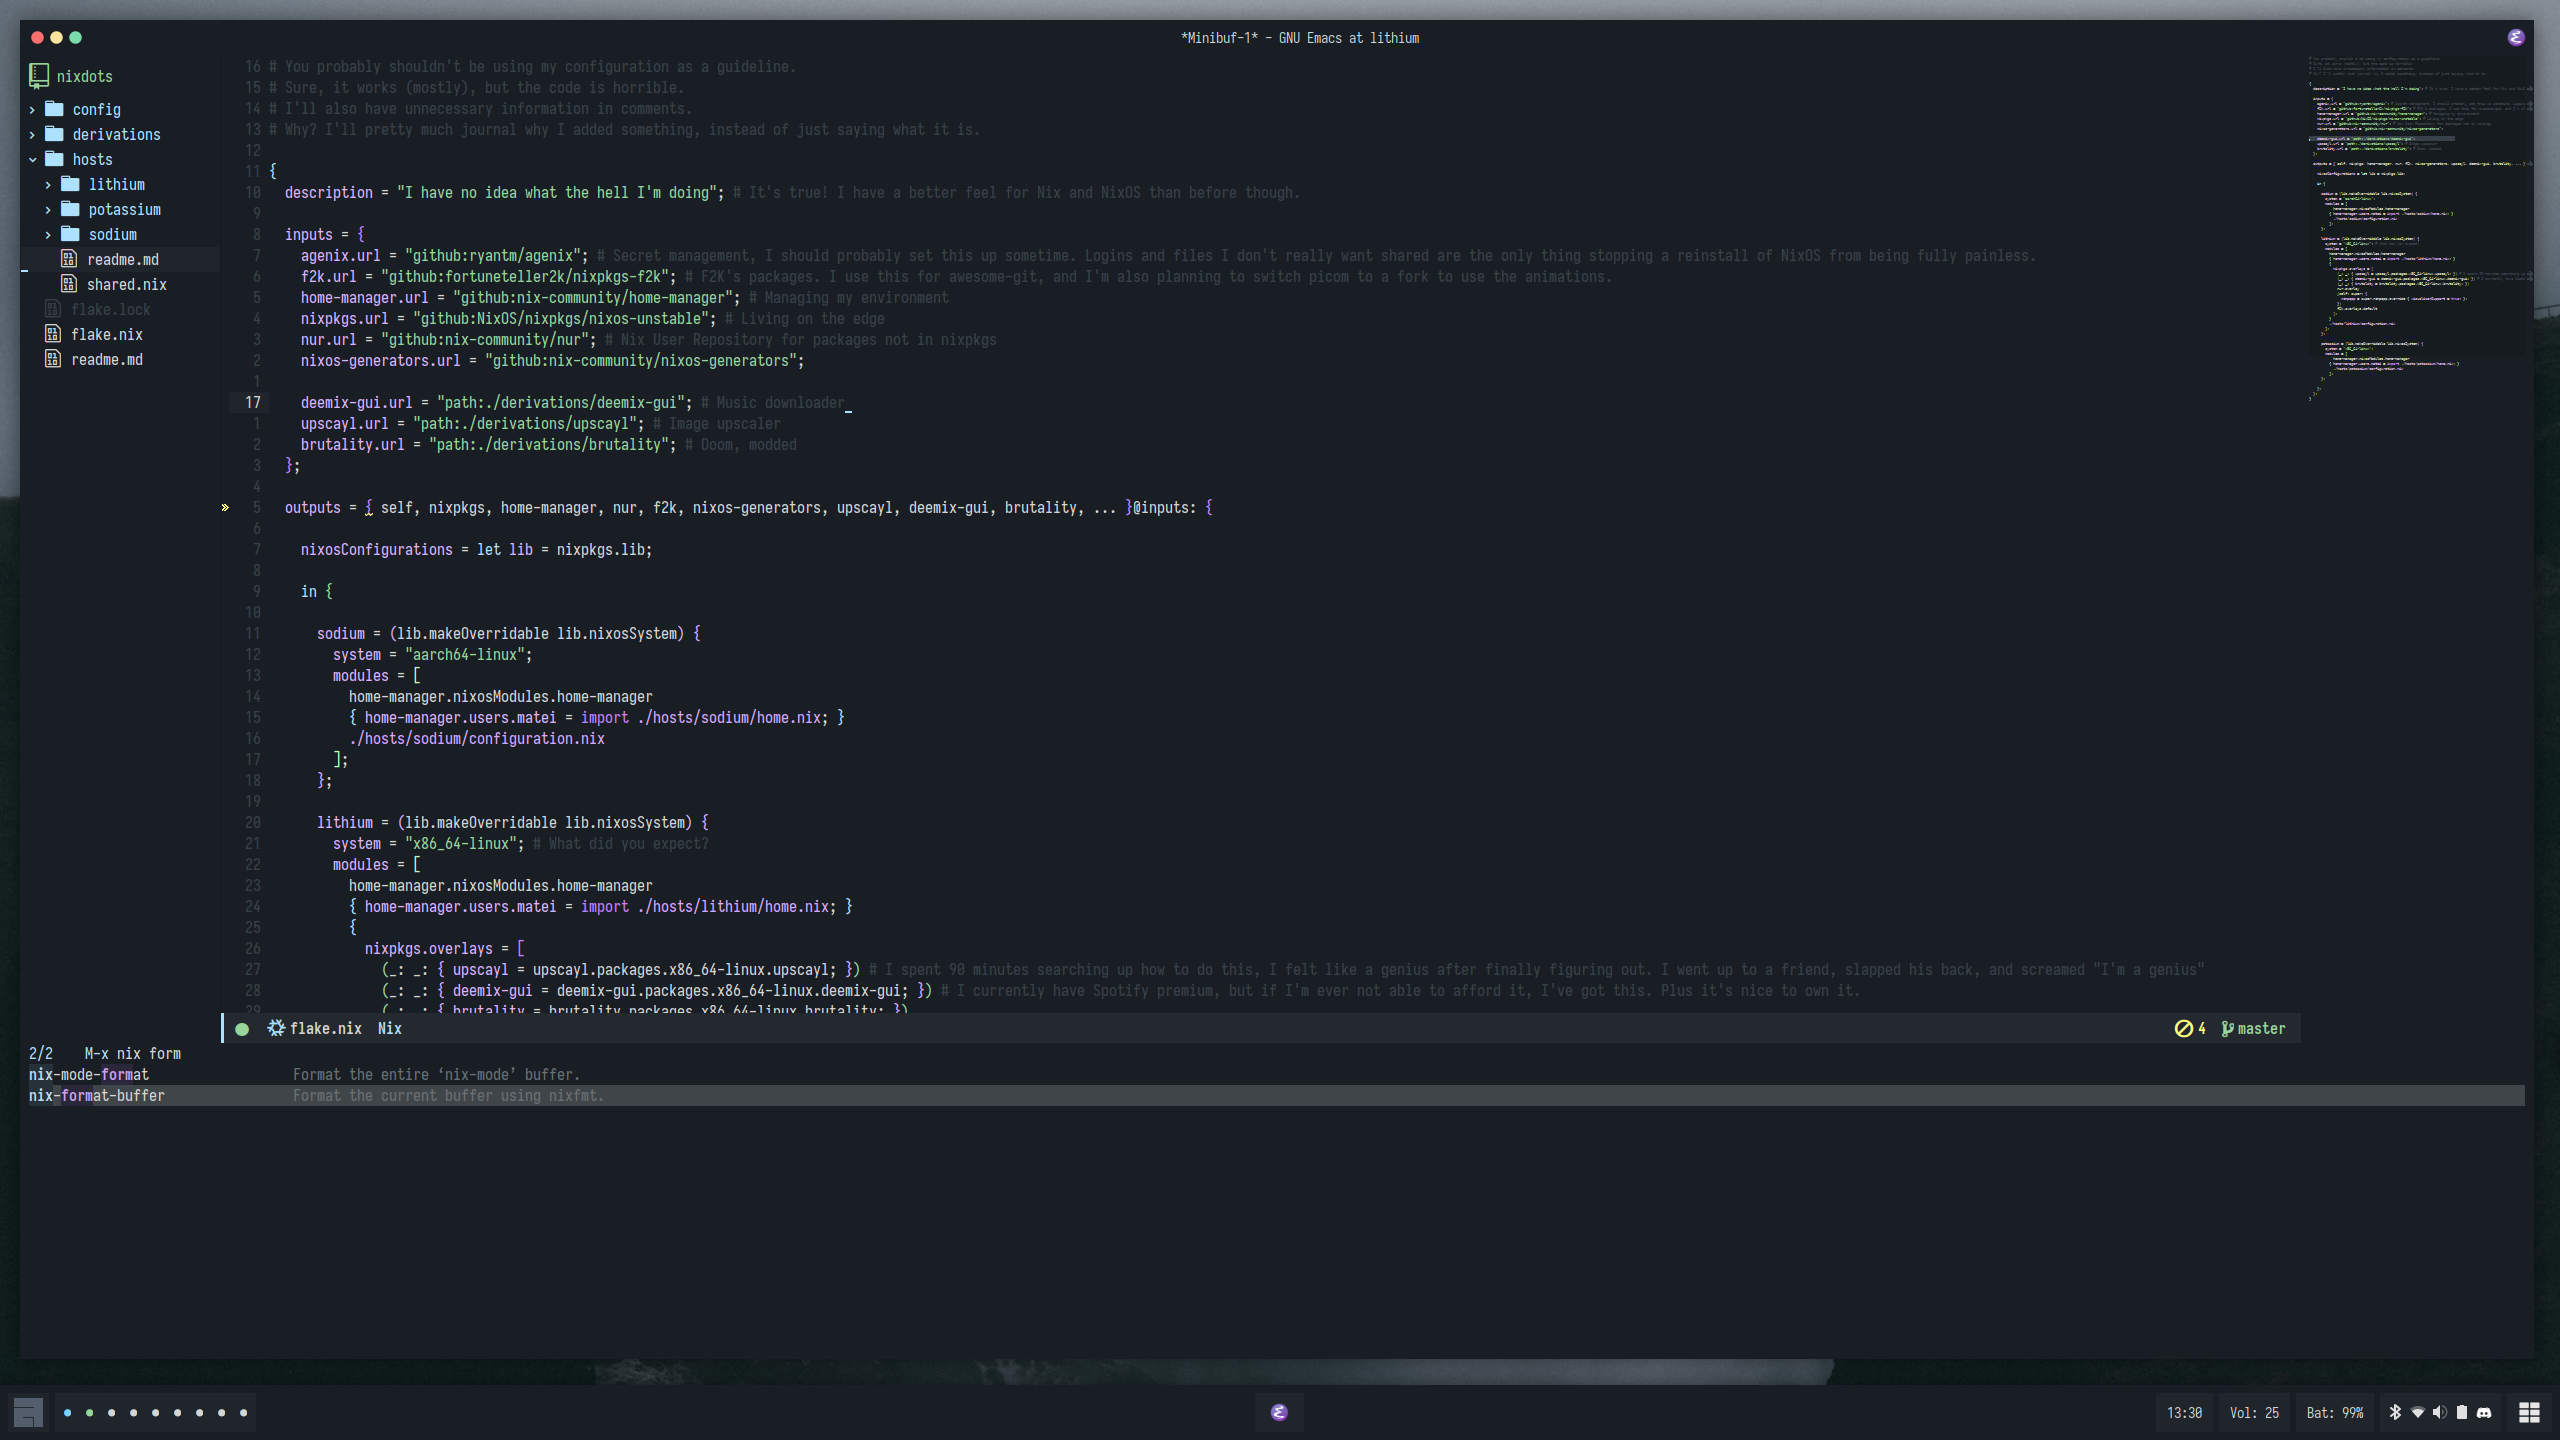 *Minibuf-1* - GNU Emacs at lithium
nixdots
config
derivations
hosts
lithium
potassium
sodium
readme.md
shared.nix
flake.lock
flake.nix
readme.md
16 # You probably shouldn't be using my configuration as a guideline.
15 # Sure, it works (mostly), but the code is horrible.
14 # I'll also have unnecessary information in comments.
13 # Why? I'll pretty much journal why I added something, instead of just saying what it is.
12
11 {
10 description = "I have no idea what the hell I'm doing"; # It's true! I have a better feel for Nix and NixOS than before though.
9
8 inputs = {
7 agenix.url = "github:ryantm/agenix"; # Secret management, I should probably set this up sometime. Logins and files I don't really want shared are the only thing stopping a reinstall of NixOS from being fully painless.
6 f2k.url = "github:fortuneteller2k/nixpkgs-f2k"; # F2K's packages. I use this for awesome-git, and I'm also planning to switch picom to a fork to use the animations.
5 home-manager.url = "github:nix-community/home-manager"; # Managing my environment
4 nixpkgs.url = "github:NixOS/nixpkgs/nixos-unstable"; # Living on the edge
3 nur.url = "github:nix-community/nur"; # Nix User Repository for packages not in nixpkgs
2 nixos-generators.url = "github:nix-community/nixos-generators";
1
17 deemix-gui.url = "path:./derivations/deemix-gui"; # Music downloader
1 upscayl.url = "path:./derivations/upscayl"; # Image upscaler
2 brutality.url = "path:./derivations/brutality"; # Doom, modded
3 };
4
5 outputs = { self, nixpkgs, home-manager, nur, f2k, nixos-generators, upscayl, deemix-gui, brutality, ... }@inputs: {
6
7 nixosConfigurations = let lib = nixpkgs.lib;
8
9 in {
10
11 sodium = (lib.makeOverridable lib.nixosSystem) {
12 system = "aarch64-linux";
13 modules = [
14 home-manager.nixosModules.home-manager
15 { home-manager.users.matei = import ./hosts/sodium/home.nix; }
16 ./hosts/sodium/configuration.nix
17 ];
18 };
19
20 lithium = (lib.makeOverridable lib.nixosSystem) {
21 system = "x86_64-linux"; # What did you expect?
22 modules = [
23 home-manager.nixosModules.home-manager
24 { home-manager.users.matei = import ./hosts/lithium/home.nix; }
25 {
26 nixpkgs.overlays = [
27 (_: _: { upscayl = upscayl.packages.x86_64-linux.upscayl; }) # I spent 90 minutes searching up how to do this, I felt like a genius after finally figuring out. I went up to a friend, slapped his back, and screamed "I'm a genius"
28 (_: _: { deemix-gui = deemix-gui.packages.x86_64-linux.deemix-gui; }) # I currently have Spotify premium, but if I'm ever not able to afford it, I've got this. Plus it's nice to own it.
29 (_: _: { brutality = brutality.packages.x86_64-linux.brutality; })
flake.nix Nix 4 master
2/2 M-x nix form
nix-mode-format Format the entire ‘nix-mode’ buffer.
nix-format-buffer Format the current buffer using nixfmt.
13:30 Vol: 25 Bat: 99%